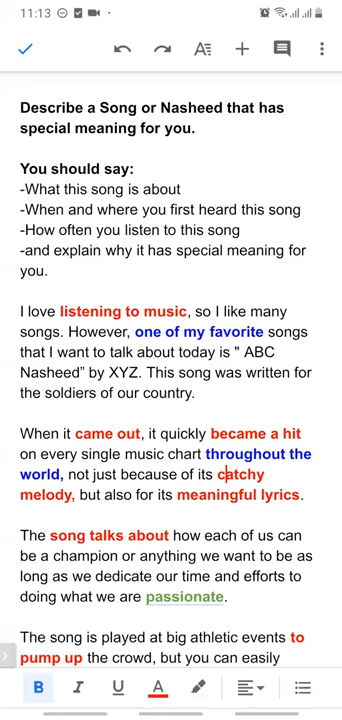 11:13
Describe a Song or Nasheed that has
special meaning for you.
You should say:
-What this song is about
-When and where you first heard this song
-How often you listen to this song
-and explain why it has special meaning for
you.
I love listening to music, so I like many
songs. However, one of my favorite songs
that I want to talk about today is " ABC
Nasheed” by XYZ. This song was written for
the soldiers of our country.
When it came out, it quickly became a hit
on every single music chart throughout the
world, not just because of its catchy
melody, but also for its meaningful lyrics.
The song talks about how each of us can
be a champion or anything we want to be as
long as we dedicate our time and efforts to
doing what we are passionate.
The song is played at big athletic events to
pump up the crowd, but you can easily
B I U A